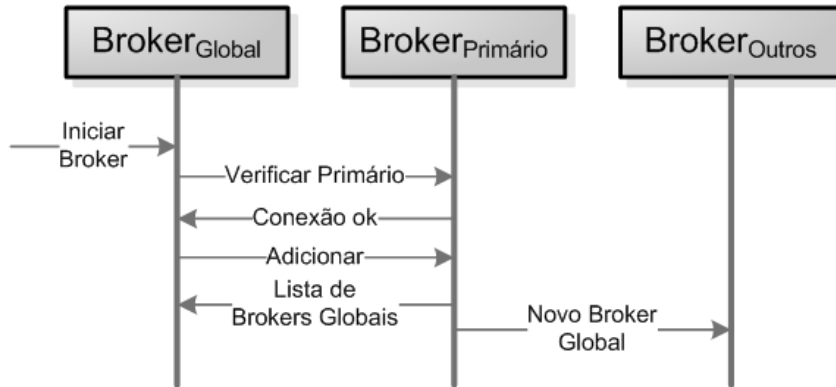 BrokerGlobal
BrokerPrimário
BrokerOutros
Iniciar
Broker
Verificar Primário
Conexão ok
Adicionar
Lista de
Brokers Globais
Novo Broker
Global